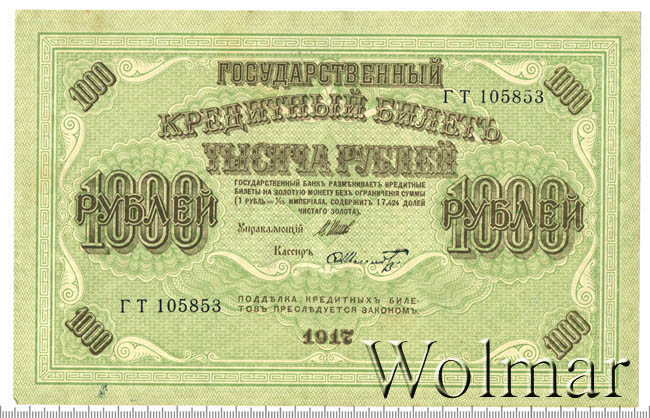 1000
1000
ГОСУДАРСТВЕННЫЙ
ГТ 105853
КРЕДИТНЫЙ БИЛЕТЪ
ТЫСЯЧА РУБЛЕЙ
ГОСУДАРСТВЕННЫЙ БАНКЪ РАЗМѢНИВАЕТЪ КРЕДИТНЫЕ
БИЛЕТЫ НА ЗОЛОТУЮ МОНЕТУ БЕЗЪ ОГРАНИЧЕНІЯ СУММЫ
(1 РУБЛЬ = 1/15 ИМПЕРІАЛА, СОДЕРЖИТЪ 17,424 ДОЛЕЙ
ЧИСТАГО ЗОЛОТА).
1000
РУБЛЕЙ
1000
РУБЛЕЙ
Управляющій
Кассиръ
ГТ 105853
ПОДДѢЛКА КРЕДИТНЫХЪ БИЛЕ-
ТОВЪ ПРЕСЛѢДУЕТСЯ ЗАКОНОМЪ.
1000
1917
1000
Wolmar